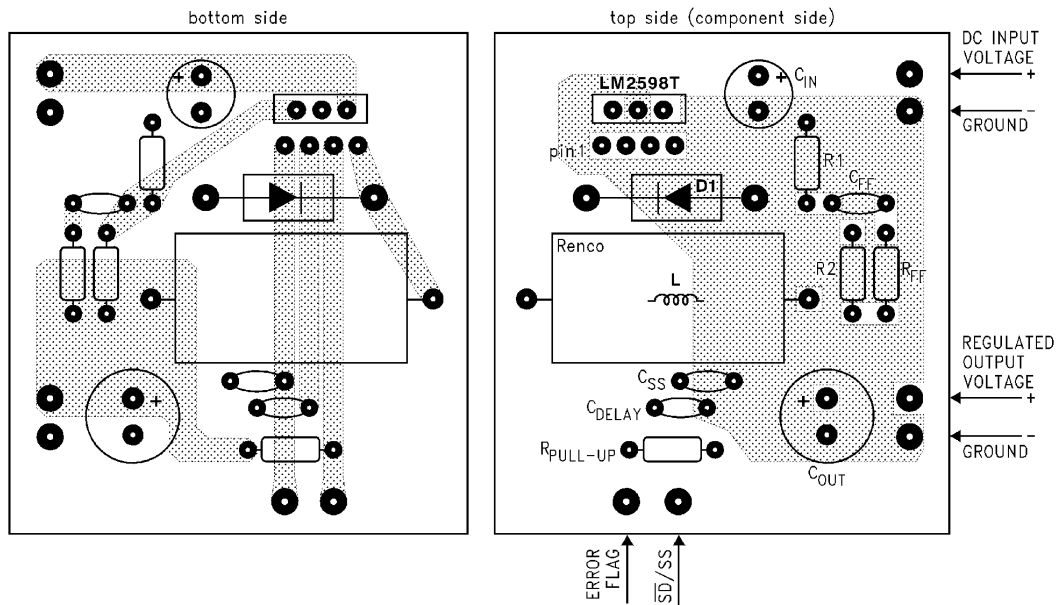 bottom side
+
Renco
+
top side (component side)
LM2598T
+
C_IN
pin1
R1
D1
C_FF
Renco
L
R2
R_FF
C_SS
C_DELAY
R_PULL-UP
+
C_OUT
DC INPUT
VOLTAGE
+
-
GROUND
REGULATED
OUTPUT
VOLTAGE
+
-
GROUND
ERROR
FLAG
S̅D̅/SS